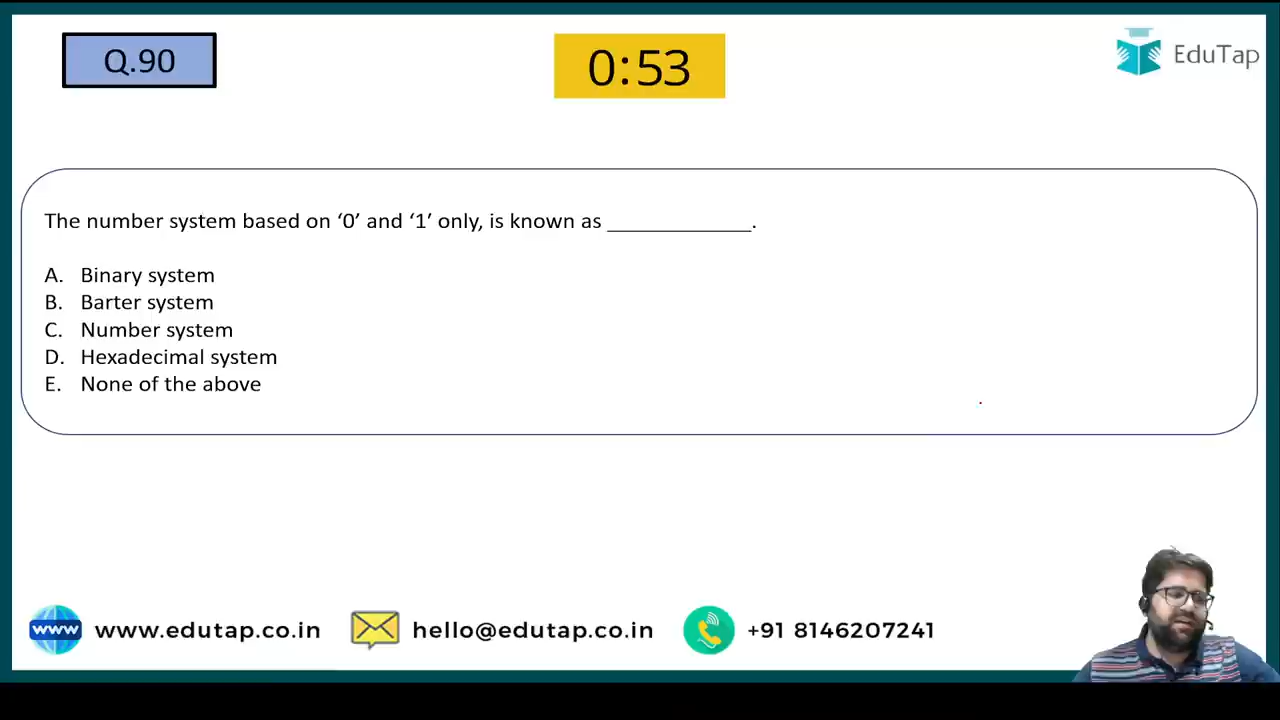 Q.90
0:53
EduTap
The number system based on ‘0’ and ‘1’ only, is known as _____________.
A. Binary system
B. Barter system
C. Number system
D. Hexadecimal system
E. None of the above
www www.edutap.co.in hello@edutap.co.in +91 8146207241